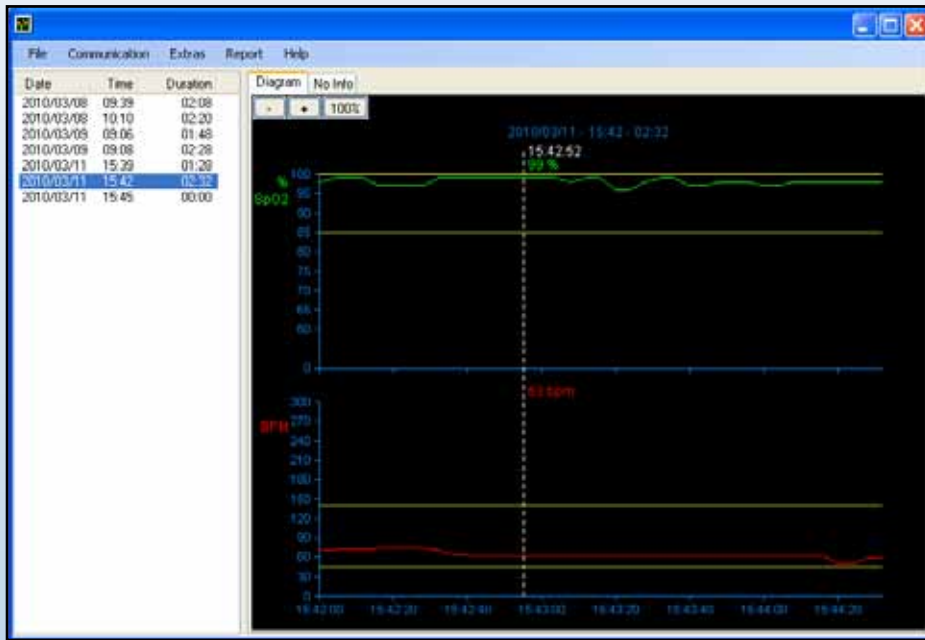 File Communication Extras Report Help
Date Time Duration
2010/03/08 09:39 02:08
2010/03/08 10:10 02:20
2010/03/09 09:06 01:48
2010/03/09 09:08 02:28
2010/03/11 15:39 01:28
2010/03/11 15:42 02:32
2010/03/11 15:45 00:00
Diagram No Info
- + 100%
2010/03/11 - 15:42 - 02:32
15:42:52
99 %
%
SpO2
100
95
90
85
80
75
70
65
60
0
63 bpm
BPM
300
270
240
210
180
150
120
90
60
30
0
15:42:00 15:42:20 15:42:40 15:43:00 15:43:20 15:43:40 15:44:00 15:44:20